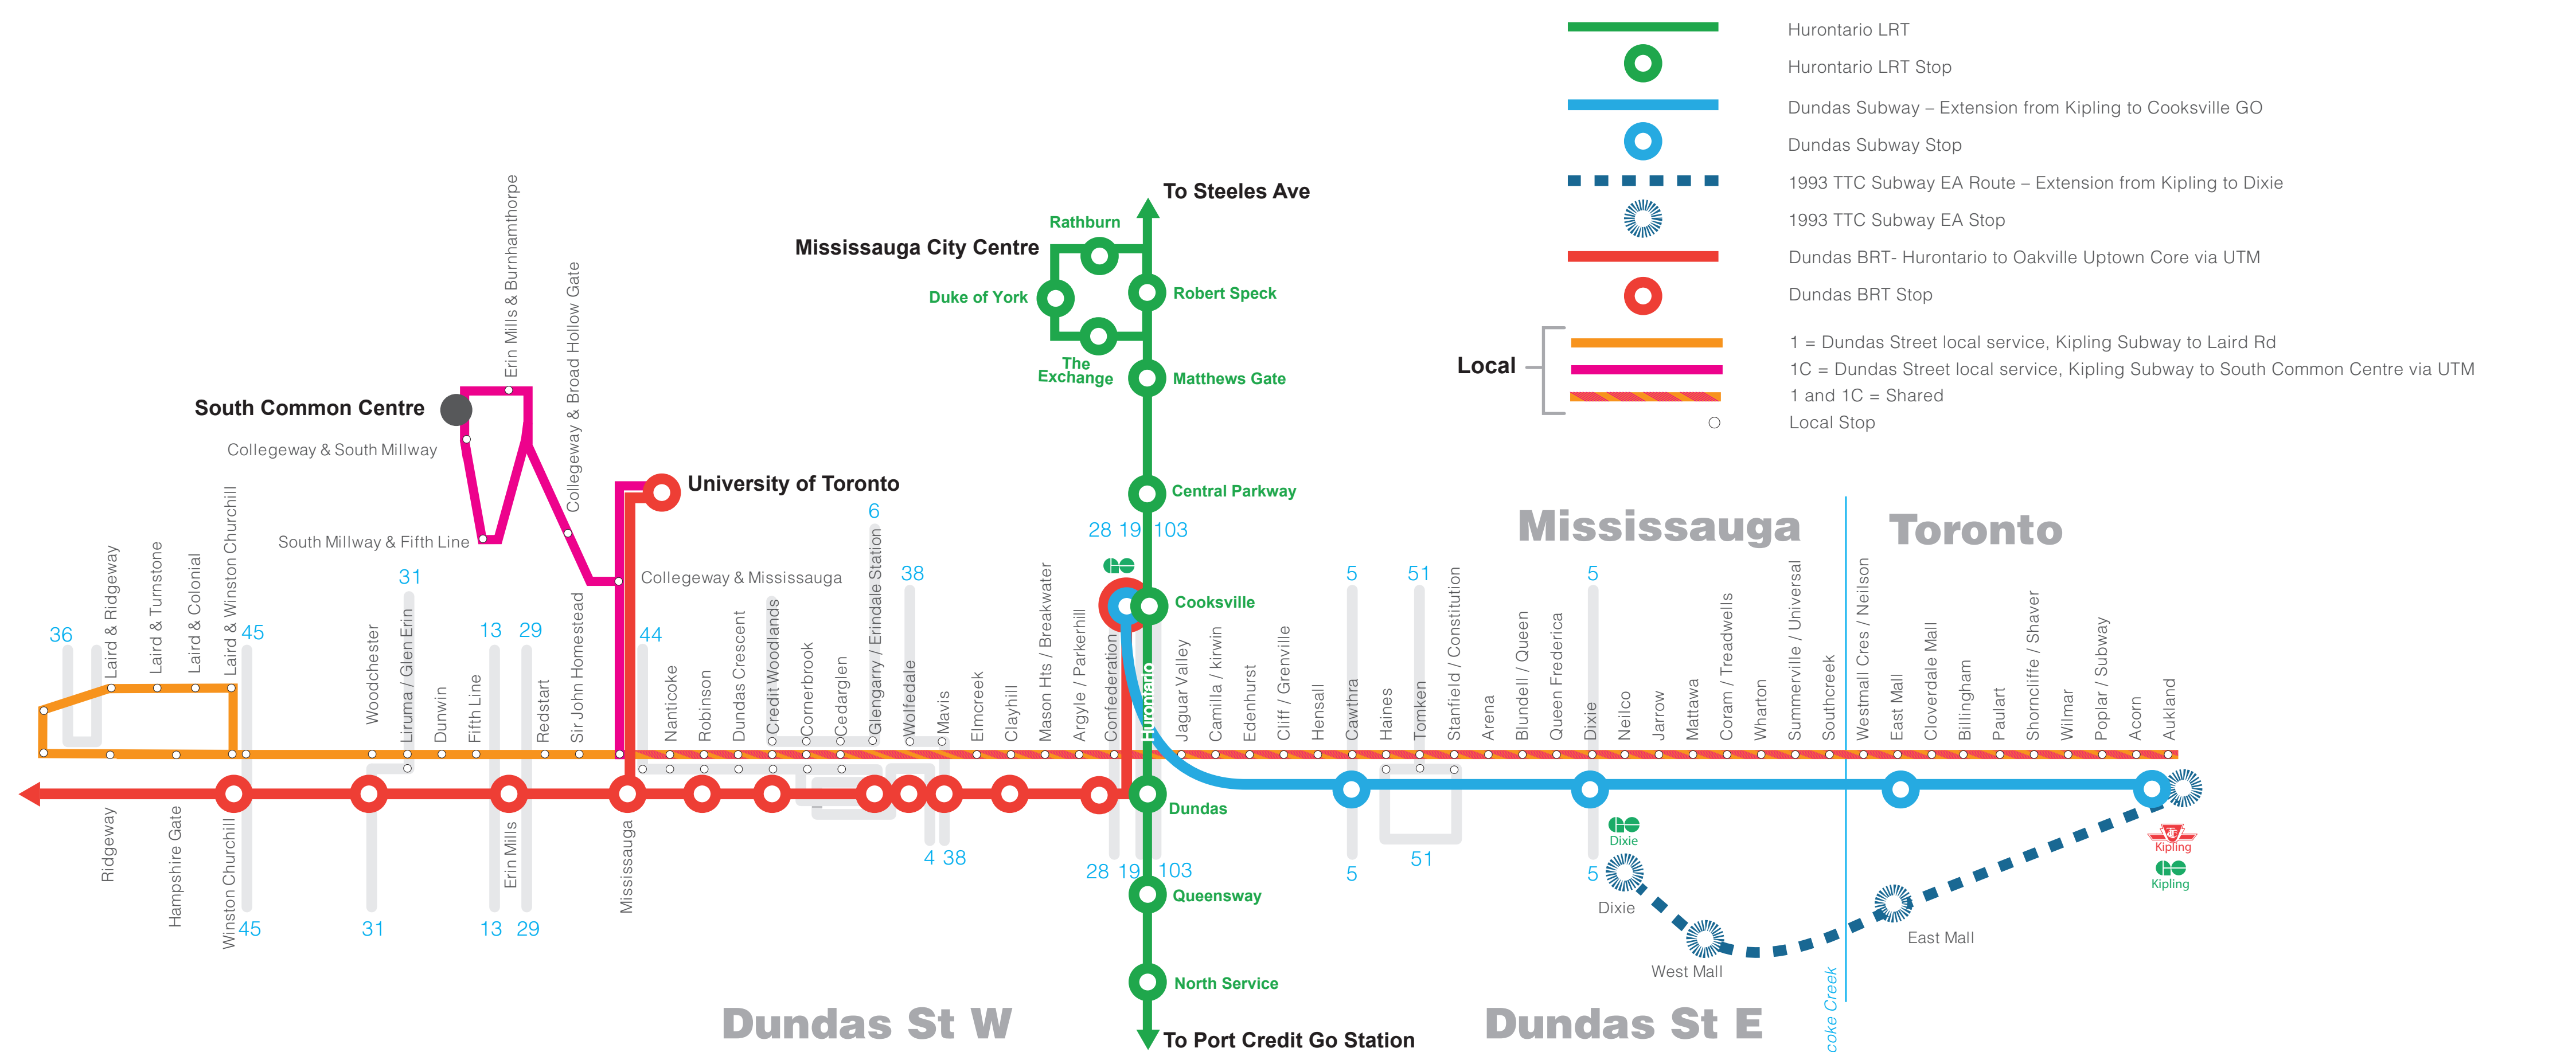 Hurontario LRT
Hurontario LRT Stop
Dundas Subway – Extension from Kipling to Cooksville GO
Dundas Subway Stop
1993 TTC Subway EA Route – Extension from Kipling to Dixie
1993 TTC Subway EA Stop
Dundas BRT- Hurontario to Oakville Uptown Core via UTM
Dundas BRT Stop
Local
1 = Dundas Street local service, Kipling Subway to Laird Rd
1C = Dundas Street local service, Kipling Subway to South Common Centre via UTM
1 and 1C = Shared
Local Stop
To Steeles Ave
Rathburn
Mississauga City Centre
Duke of York
Robert Speck
The
Exchange
Matthews Gate
Central Parkway
28 19 103
GO
Cooksville
Hurontario
Dundas
28 19 103
Queensway
North Service
To Port Credit Go Station
South Common Centre
Erin Mills & Burnhamthorpe
Collegeway & Broad Hollow Gate
Collegeway & South Millway
South Millway & Fifth Line
University of Toronto
Collegeway & Mississauga
Mississauga
Toronto
36
Laird & Ridgeway
Laird & Turnstone
Laird & Colonial
Laird & Winston Churchill
45
31
13
29
44
6
38
5
51
5
Woodchester
Liruma / Glen Erin
Dunwin
Fifth Line
Redstart
Sir John Homestead
Nanticoke
Robinson
Dundas Crescent
Credit Woodlands
Cornerbrook
Cedarglen
Glengarry / Erindale Station
Wolfedale
Mavis
Elmcreek
Clayhill
Mason Hts / Breakwater
Argyle / Parkerhill
Confederation
Jaguar Valley
Camilla / kirwin
Edenhurst
Cliff / Grenville
Hensall
Cawthra
Haines
Tomken
Stanfield / Constitution
Arena
Blundell / Queen
Queen Frederica
Dixie
Neilco
Jarrow
Mattawa
Coram / Treadwells
Wharton
Summerville / Universal
Southcreek
Westmall Cres / Neilson
East Mall
Cloverdale Mall
Billingham
Paulart
Shorncliffe / Shaver
Wilmar
Poplar / Subway
Acorn
Aukland
Ridgeway
Hampshire Gate
Winston Churchill
45
31
13
Erin Mills
29
Mississauga
4 38
5
51
5
GO
Dixie
Dixie
West Mall
East Mall
Kipling
GO
Kipling
coke Creek
Dundas St W
Dundas St E